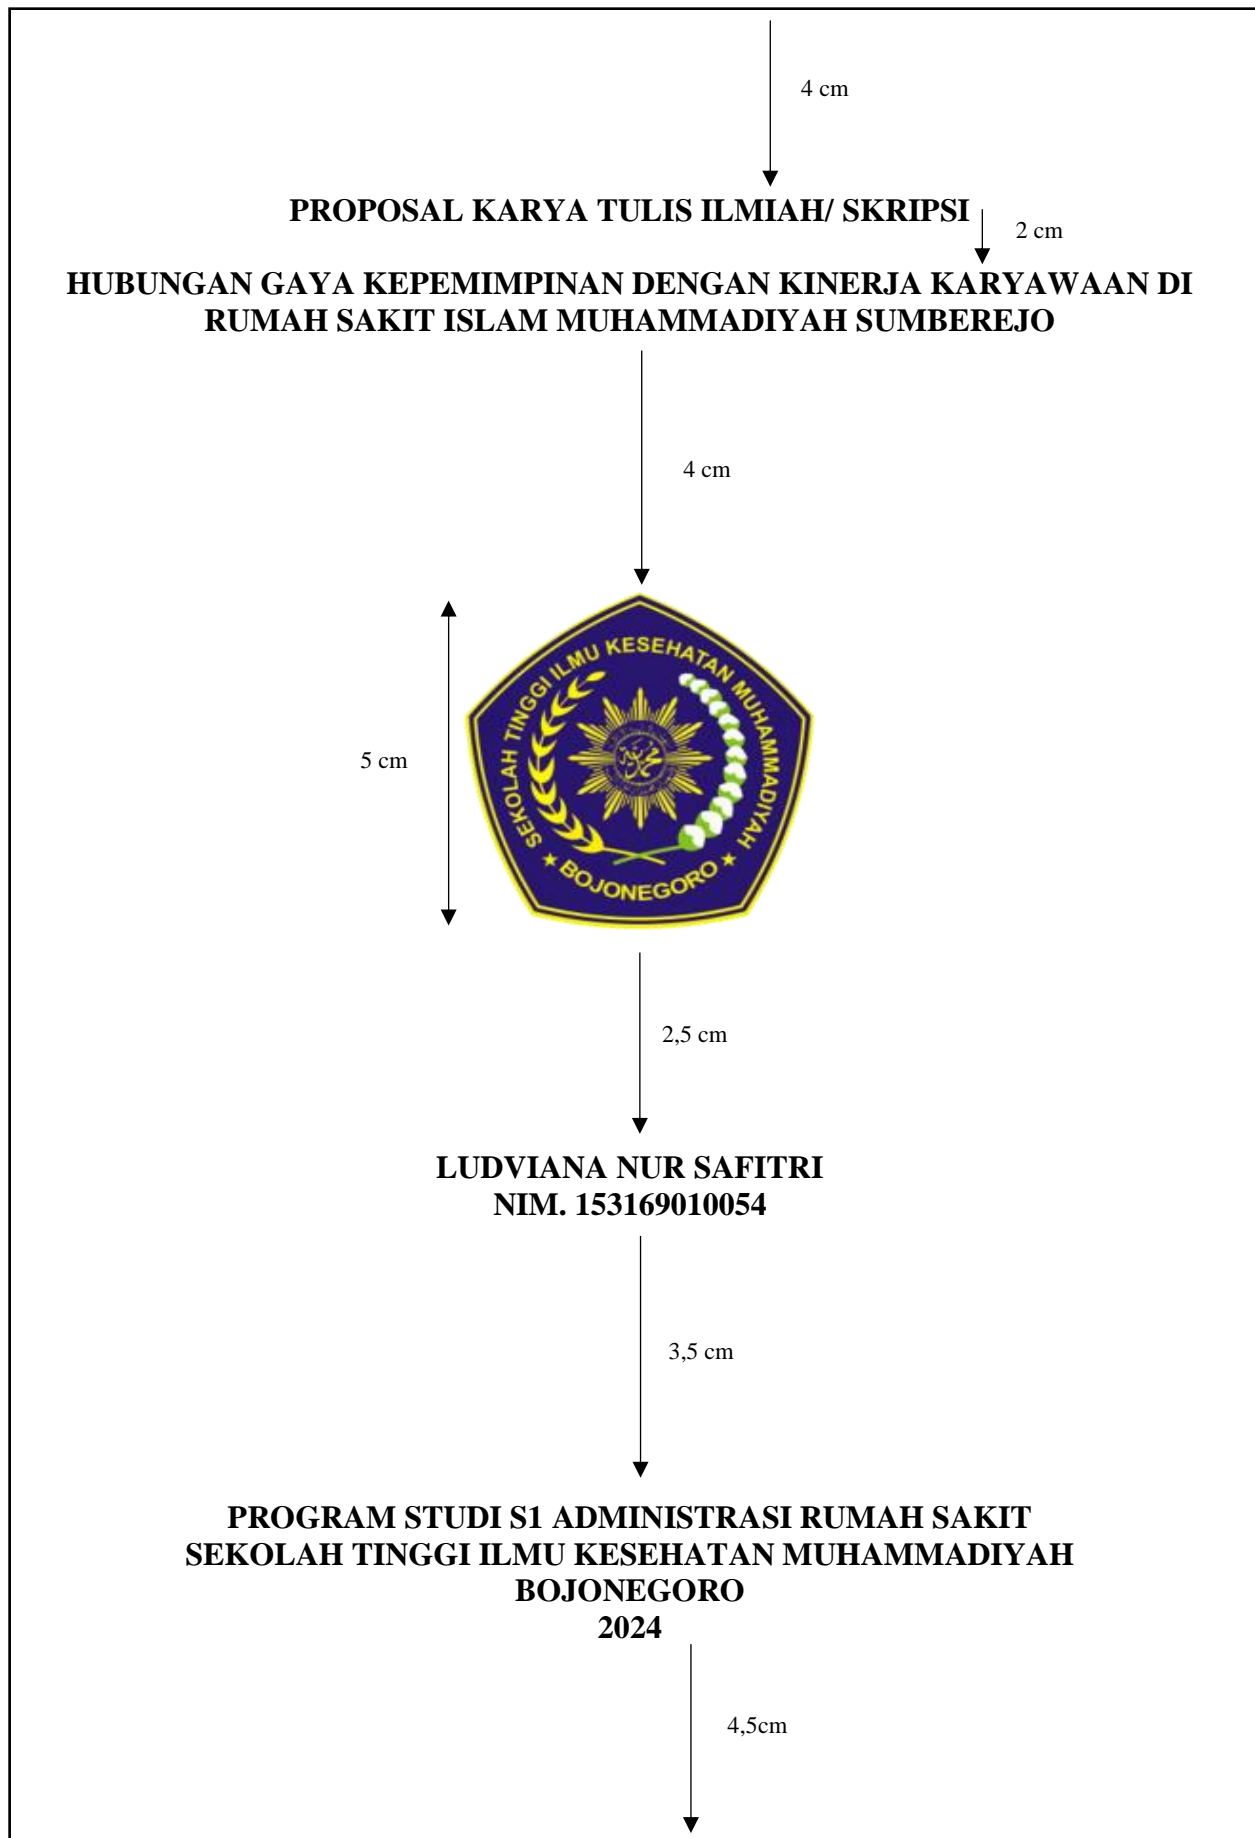 4 cm
PROPOSAL KARYA TULIS ILMIAH/ SKRIPSI
2 cm
HUBUNGAN GAYA KEPEMIMPINAN DENGAN KINERJA KARYAWAAN DI
RUMAH SAKIT ISLAM MUHAMMADIYAH SUMBEREJO
4 cm
SEKOLAH TINGGI ILMU KESEHATAN MUHAMMADIYAH
★ BOJONEGORO ★
5 cm
2,5 cm
LUDVIANA NUR SAFITRI
NIM. 153169010054
3,5 cm
PROGRAM STUDI S1 ADMINISTRASI RUMAH SAKIT
SEKOLAH TINGGI ILMU KESEHATAN MUHAMMADIYAH
BOJONEGORO
2024
4,5cm